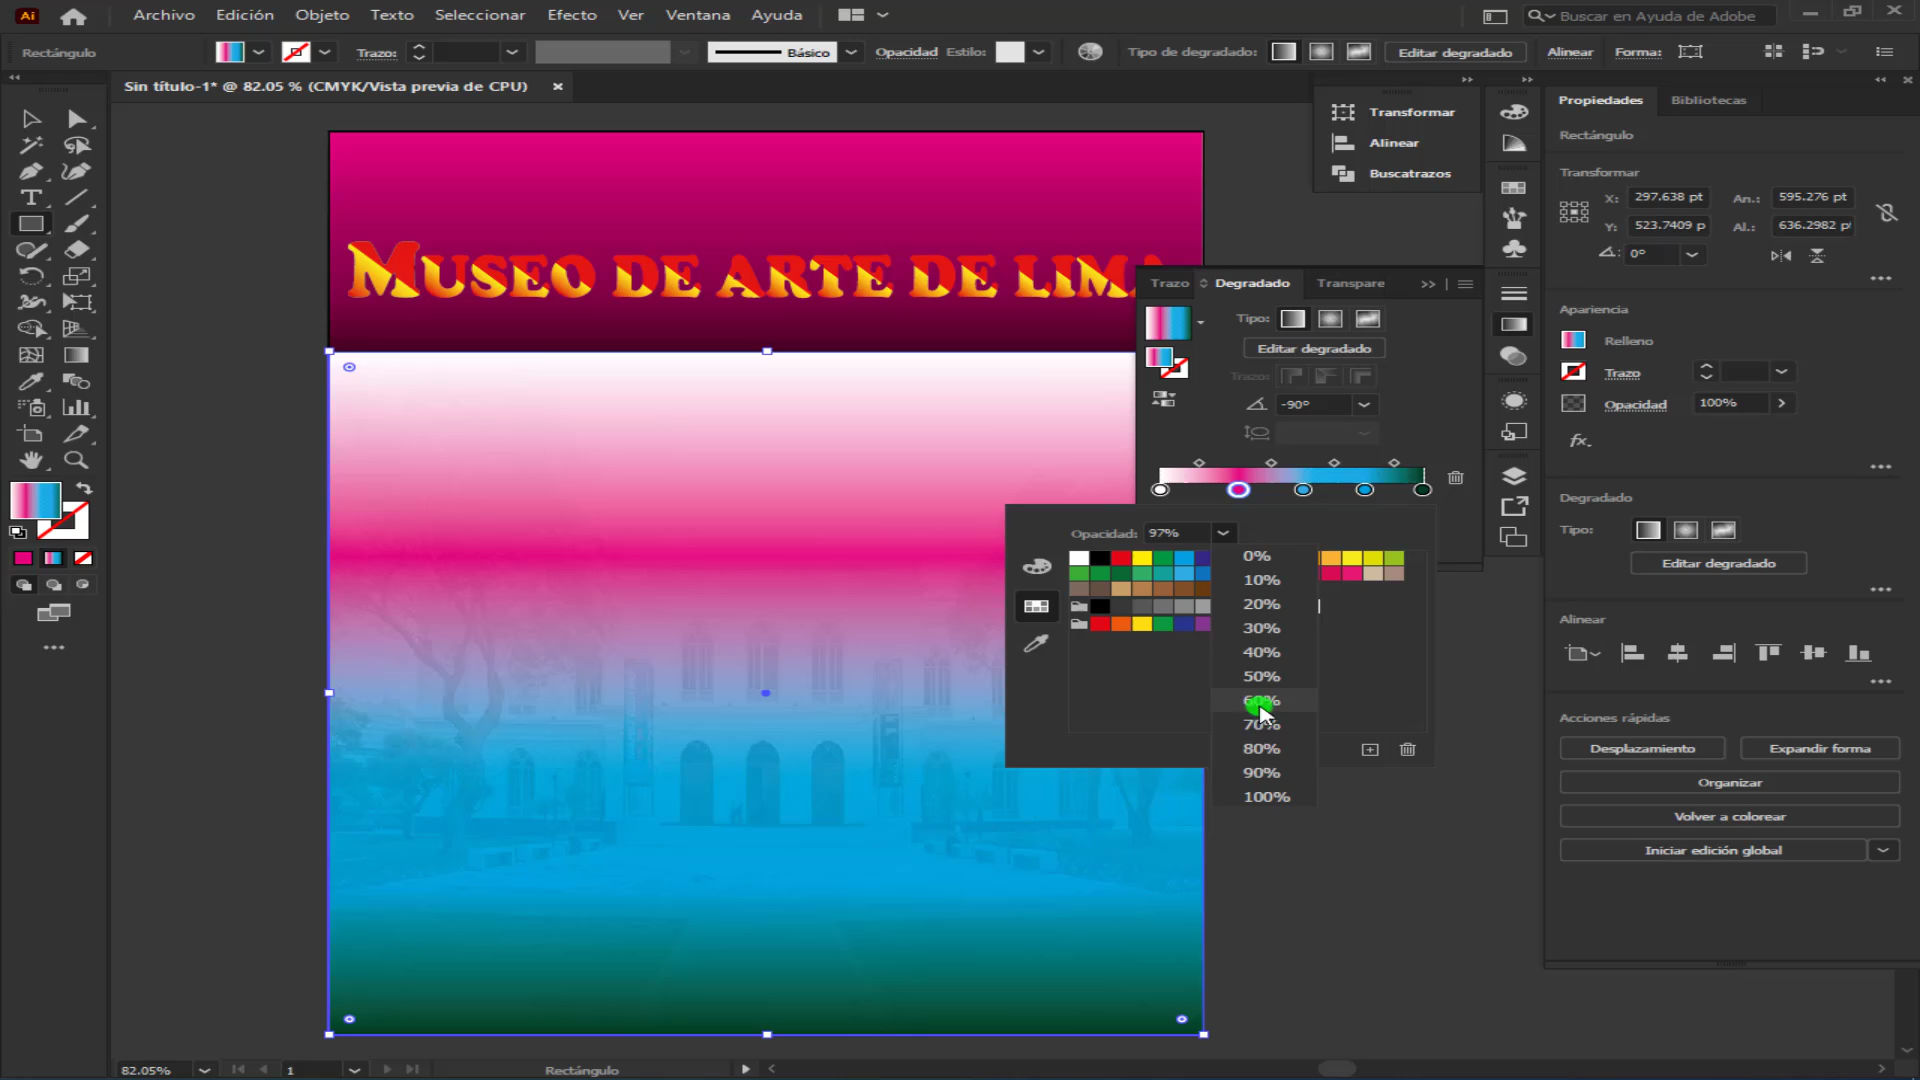 Ai Archivo Edición Objeto Texto Seleccionar Efecto Ver Ventana Ayuda Buscar en Ayuda de Adobe
Rectángulo Trazo: Básico Opacidad Estilo: Tipo de degradado: Editar degradado Alinear Forma:
Sin título-1* @ 82.05 % (CMYK/Vista previa de CPU)
Transformar
Alinear
Buscatrazos
Propiedades Bibliotecas
Rectángulo
Transformar
X: 297.638 pt An.: 595.276 pt
Y: 523.7409 p Al.: 636.2982 p
0°
Apariencia
Relleno
Trazo
Opacidad 100%
fx.
Degradado
Tipo:
Editar degradado
Alinear
Acciones rápidas
Desplazamiento Expandir forma
Organizar
Volver a colorear
Iniciar edición global
MUSEO DE ARTE DE LIMA
Trazo Degradado Transpare
Tipo:
Editar degradado
Trazo:
-90°
Opacidad: 97%
0%
10%
20%
30%
40%
50%
60%
70%
80%
90%
100%
82.05% 1 Rectángulo